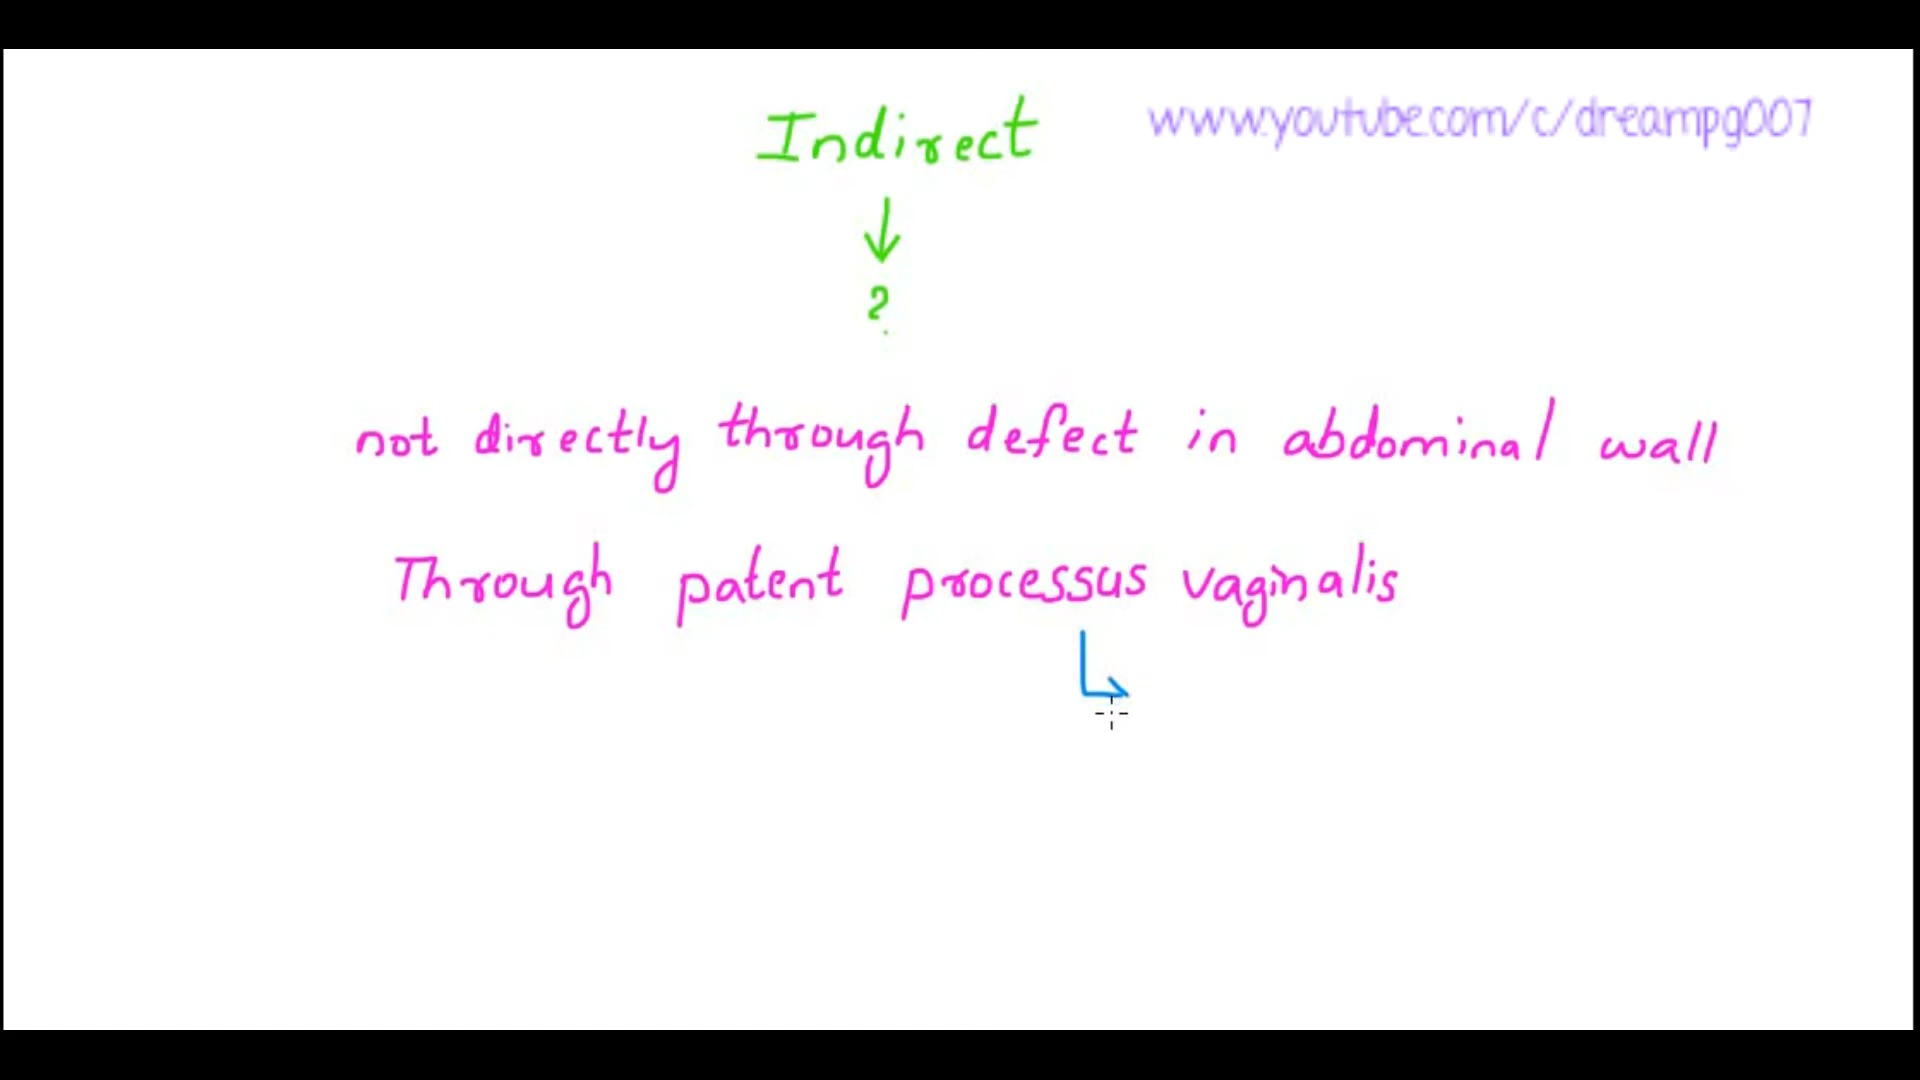 Indirect
www.youtube.com/c/dreampg007
?
not directly through defect in abdominal wall
Through patent processus vaginalis